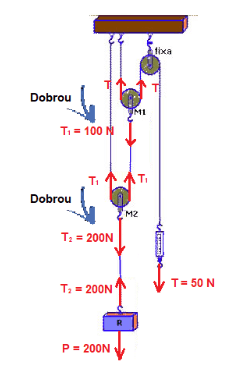 fixa
Dobrou
T T
M1
T₁ = 100 N
Dobrou
T₁ T₁
M2
T₂ = 200N
T₂ = 200N
T = 50 N
R
P = 200N